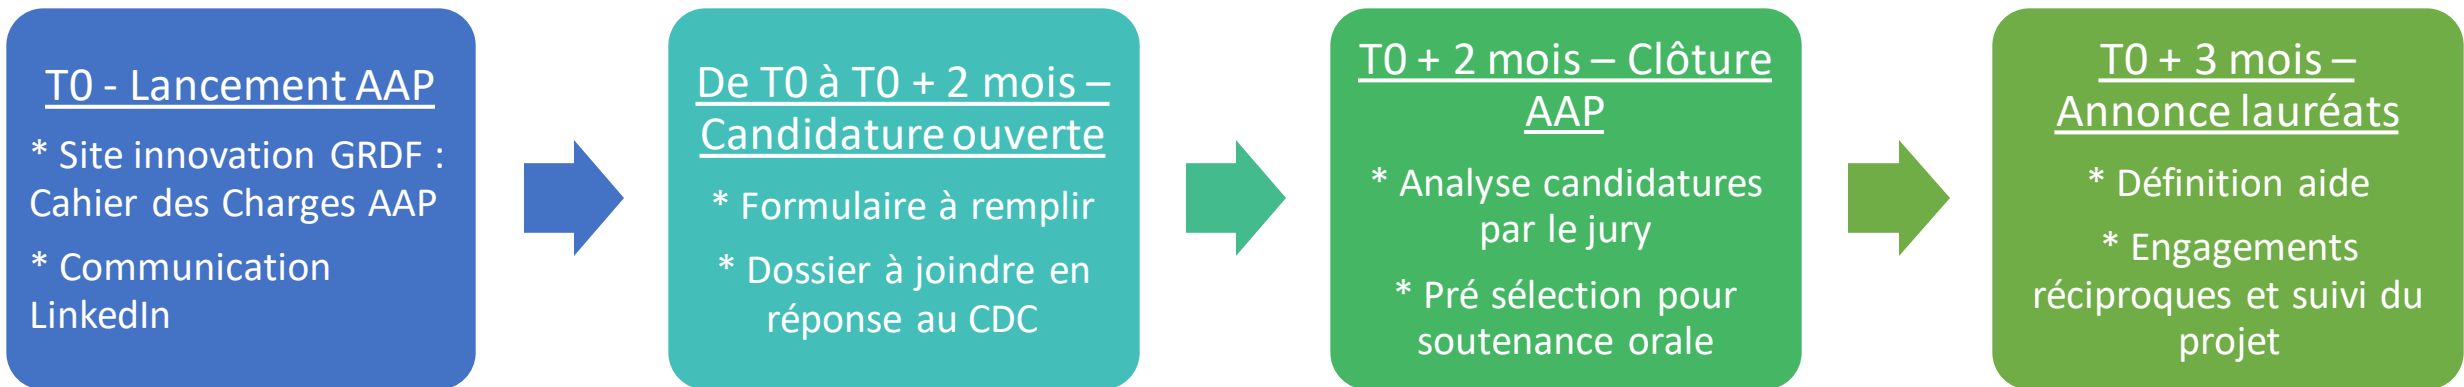 T0 - Lancement AAP
* Site innovation GRDF :
Cahier des Charges AAP
* Communication
LinkedIn
De T0 à T0 + 2 mois –
Candidature ouverte
* Formulaire à remplir
* Dossier à joindre en
réponse au CDC
T0 + 2 mois – Clôture
AAP
* Analyse candidatures
par le jury
* Pré sélection pour
soutenance orale
T0 + 3 mois –
Annonce lauréats
* Définition aide
* Engagements
réciproques et suivi du
projet